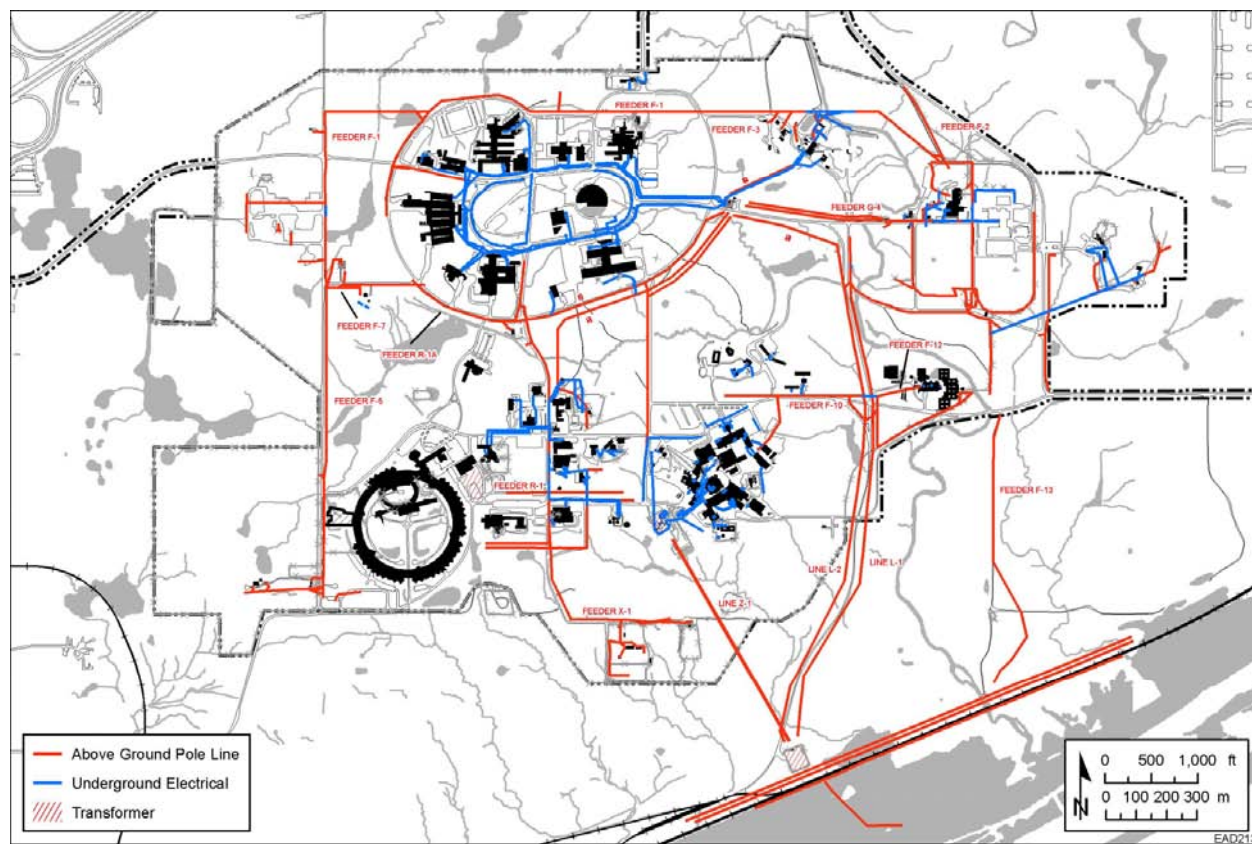 FEEDER F-1
FEEDER F-1
FEEDER F-3
FEEDER F-2
FEEDER G-4
FEEDER F-7
FEEDER R-1A
FEEDER F-12
FEEDER F-5
FEEDER F-10
FEEDER F-13
FEEDER R-1
LINE L-2
LINE L-1
LINE Z-1
FEEDER X-1
Above Ground Pole Line
Underground Electrical
Transformer
0 500 1,000 ft
0 100 200 300 m
N